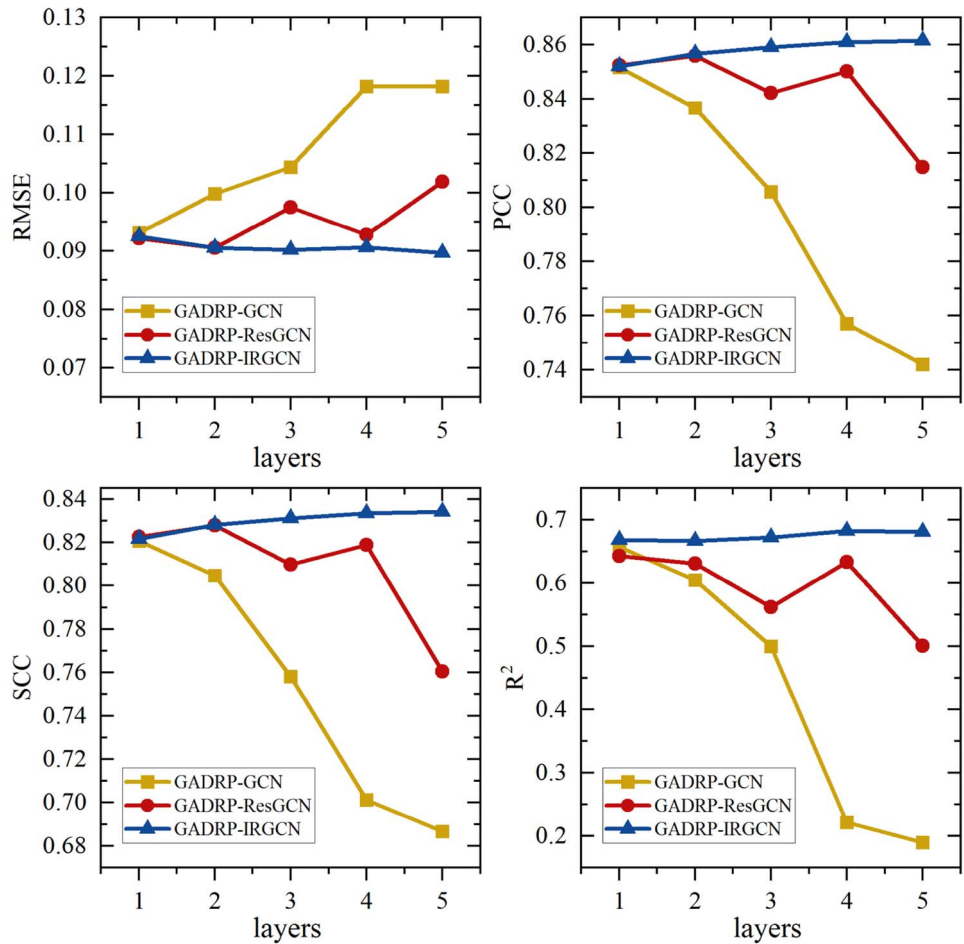 0.13
0.12
0.11
0.10
0.09
0.08
0.07
RMSE
GADRP-GCN
GADRP-ResGCN
GADRP-IRGCN
1 2 3 4 5
layers
0.86
0.84
0.82
0.80
0.78
0.76
0.74
PCC
GADRP-GCN
GADRP-ResGCN
GADRP-IRGCN
1 2 3 4 5
layers
0.84
0.82
0.80
0.78
0.76
0.74
0.72
0.70
0.68
SCC
GADRP-GCN
GADRP-ResGCN
GADRP-IRGCN
1 2 3 4 5
layers
0.7
0.6
0.5
0.4
0.3
0.2
R²
GADRP-GCN
GADRP-ResGCN
GADRP-IRGCN
1 2 3 4 5
layers